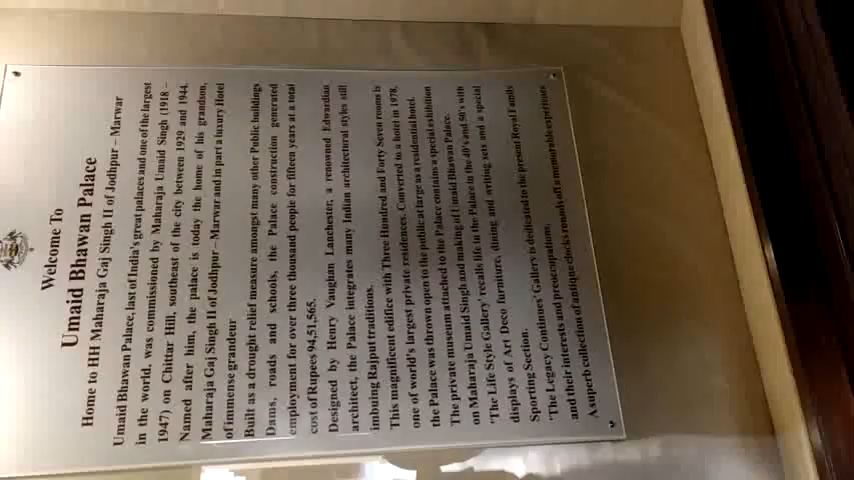 Welcome To
Umaid Bhawan Palace
Home to HH Maharaja Gaj Singh II of Jodhpur – Marwar
Umaid Bhawan Palace, last of India's great palaces and one of the largest
in the world, was commissioned by Maharaja Umaid Singh (1918 –
1947) on Chittar Hill, southeast of the city between 1929 and 1944.
Named after him, the palace is today the home of his grandson,
Maharaja Gaj Singh II of Jodhpur – Marwar and in part a luxury Hotel
of immense grandeur
Built as a drought relief measure amongst many other Public buildings
Dams, roads and schools, the Palace construction generated
employment for over three thousand people for fifteen years at a total
cost of Rupees 94,51,565.
Designed by Henry Vaughan Lanchester, a renowned Edwardian
architect, the Palace integrates many Indian architectural styles still
imbuing Rajput traditions.
This magnificent edifice with Three Hundred and Forty Seven rooms is
one of world's largest private residences. Converted to a hotel in 1978,
the Palace was thrown open to the public at large as a residential hotel.
The private museum attached to the Palace contains a special exhibition
on Maharaja Umaid Singh and making of Umaid Bhawan Palace.
'The Life Style Gallery' recalls life in the Palace in the 40's and 50's with
displays of Art Deco furniture, dining and writing sets and a special
Sporting Section.
'The Legacy Continues' Gallery is dedicated to the present Royal Family
and their interests and preoccupations.
A superb collection of antique clocks rounds off a memorable experience